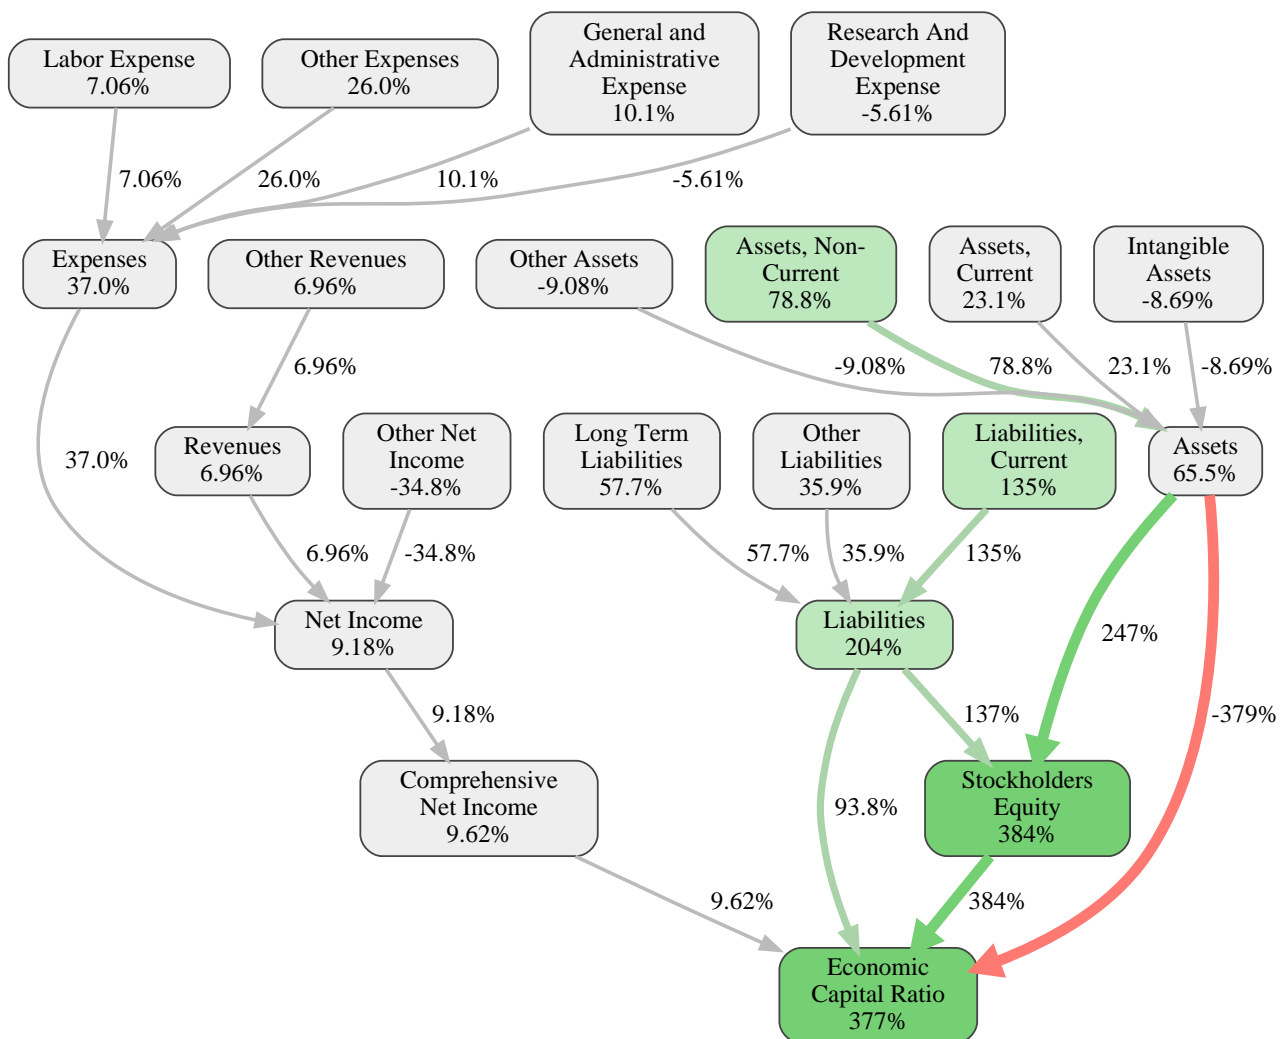 Labor Expense
7.06%
Other Expenses
26.0%
General and
Administrative
Expense
10.1%
Research And
Development
Expense
-5.61%
7.06%
26.0%
10.1%
-5.61%
Expenses
37.0%
Other Revenues
6.96%
Other Assets
-9.08%
Assets, Non-
Current
78.8%
Assets,
Current
23.1%
Intangible
Assets
-8.69%
6.96%
-9.08%
78.8%
23.1%
-8.69%
37.0%
Revenues
6.96%
Other Net
Income
-34.8%
Long Term
Liabilities
57.7%
Other
Liabilities
35.9%
Liabilities,
Current
135%
Assets
65.5%
6.96%
-34.8%
57.7%
35.9%
135%
247%
-379%
Net Income
9.18%
Liabilities
204%
9.18%
137%
Comprehensive
Net Income
9.62%
93.8%
Stockholders
Equity
384%
9.62%
384%
Economic
Capital Ratio
377%